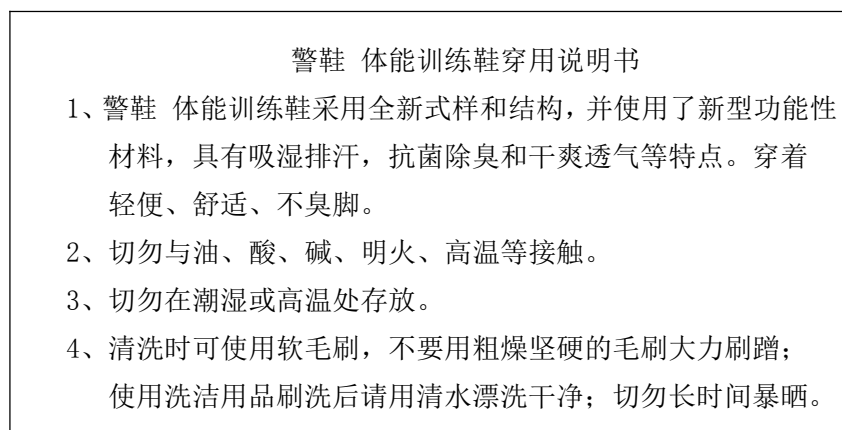 警鞋 体能训练鞋穿用说明书
1、警鞋 体能训练鞋采用全新式样和结构，并使用了新型功能性
材料，具有吸湿排汗，抗菌除臭和干爽透气等特点。穿着
轻便、舒适、不臭脚。
2、切勿与油、酸、碱、明火、高温等接触。
3、切勿在潮湿或高温处存放。
4、清洗时可使用软毛刷，不要用粗燥坚硬的毛刷大力刷蹭；
使用洗洁用品刷洗后请用清水漂洗干净；切勿长时间暴晒。